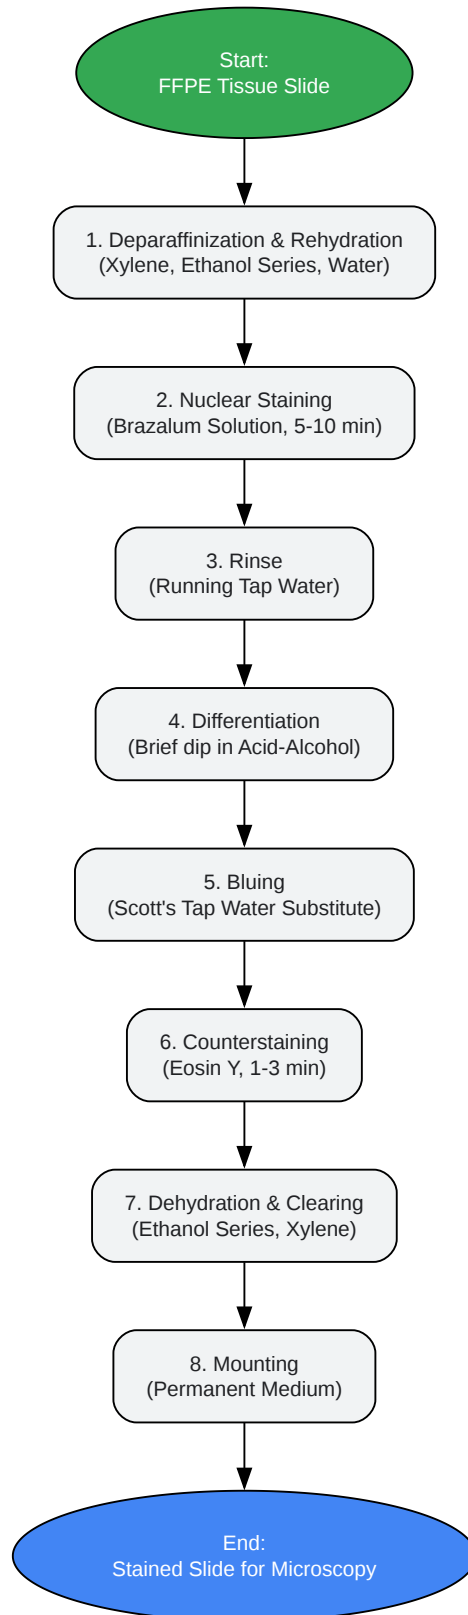 Start:
FFPE Tissue Slide
1. Deparaffinization & Rehydration
(Xylene, Ethanol Series, Water)
2. Nuclear Staining
(Brazalum Solution, 5-10 min)
3. Rinse
(Running Tap Water)
4. Differentiation
(Brief dip in Acid-Alcohol)
5. Bluing
(Scott's Tap Water Substitute)
6. Counterstaining
(Eosin Y, 1-3 min)
7. Dehydration & Clearing
(Ethanol Series, Xylene)
8. Mounting
(Permanent Medium)
End:
Stained Slide for Microscopy